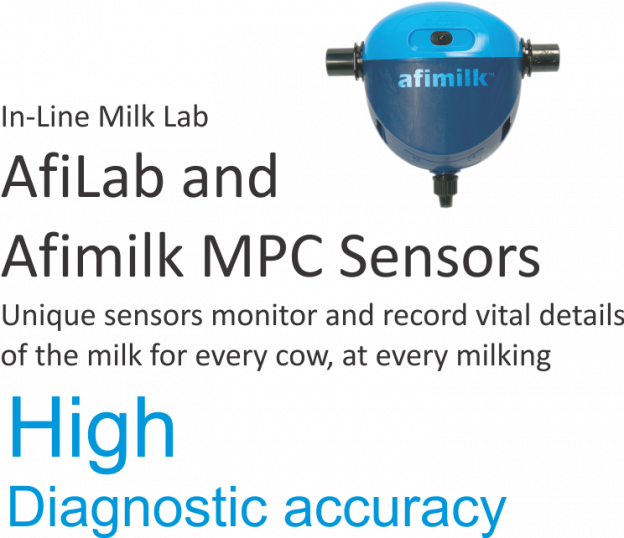 afimilk™
In-Line Milk Lab
AfiLab and
Afimilk MPC Sensors
Unique sensors monitor and record vital details
of the milk for every cow, at every milking
High
Diagnostic accuracy